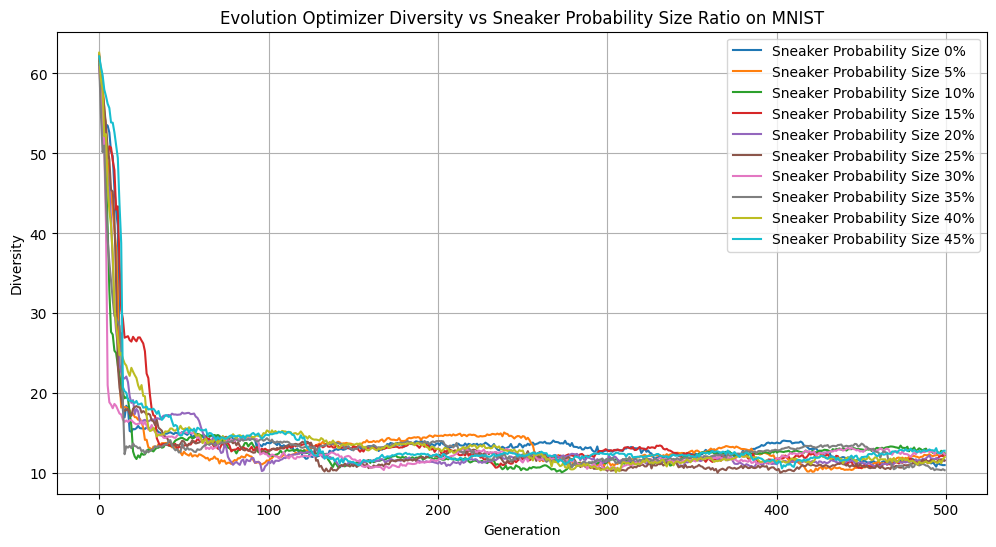 Evolution Optimizer Diversity vs Sneaker Probability Size Ratio on MNIST
Diversity
60
50
40
30
20
10
0
100
200
300
400
500
Generation
Sneaker Probability Size 0%
Sneaker Probability Size 5%
Sneaker Probability Size 10%
Sneaker Probability Size 15%
Sneaker Probability Size 20%
Sneaker Probability Size 25%
Sneaker Probability Size 30%
Sneaker Probability Size 35%
Sneaker Probability Size 40%
Sneaker Probability Size 45%